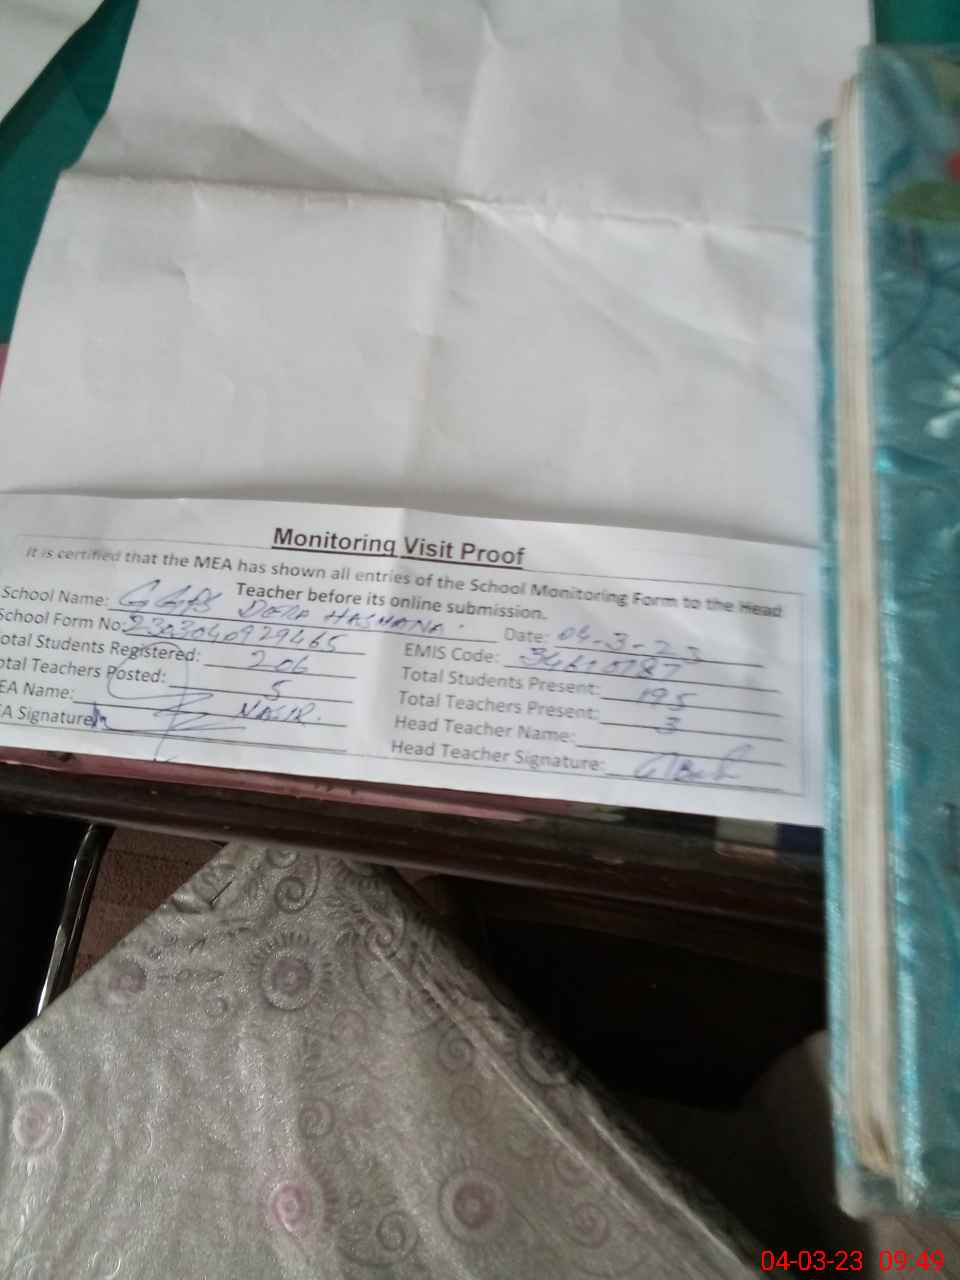 Monitoring Visit Proof
It is certified that the MEA has shown all entries of the School Monitoring Form to the Head
Teacher before its online submission.
School Name: GGPS DERA HASHANA. Date: 04-3-23
School Form No: 2303040929465 EMIS Code:
Total Students Registered: 206 Total Students Present: 195
otal Teachers Posted: 5 Total Teachers Present: 3
EA Name: NASIR. Head Teacher Name:
EA Signature Head Teacher Signature:
04-03-23 09:49